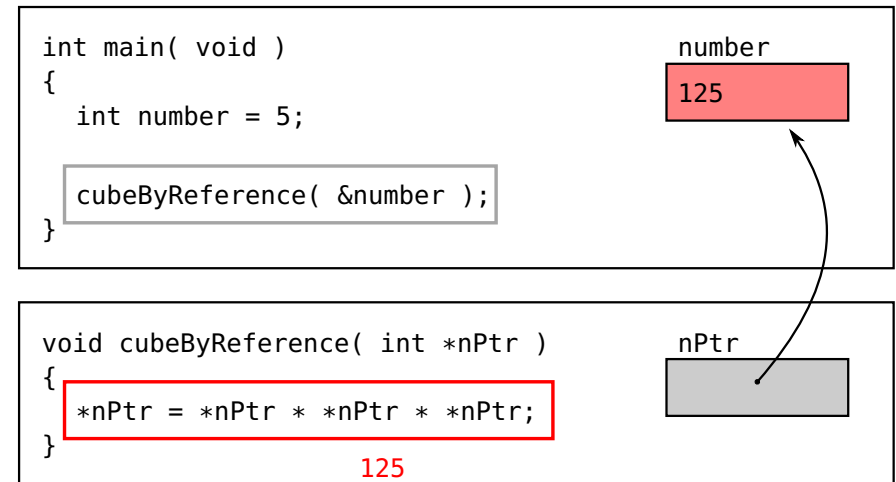 int main( void )
{
int number = 5;
cubeByReference( &number );
}
number
125
void cubeByReference( int *nPtr )
{
*nPtr = *nPtr * *nPtr * *nPtr;
}
125
nPtr